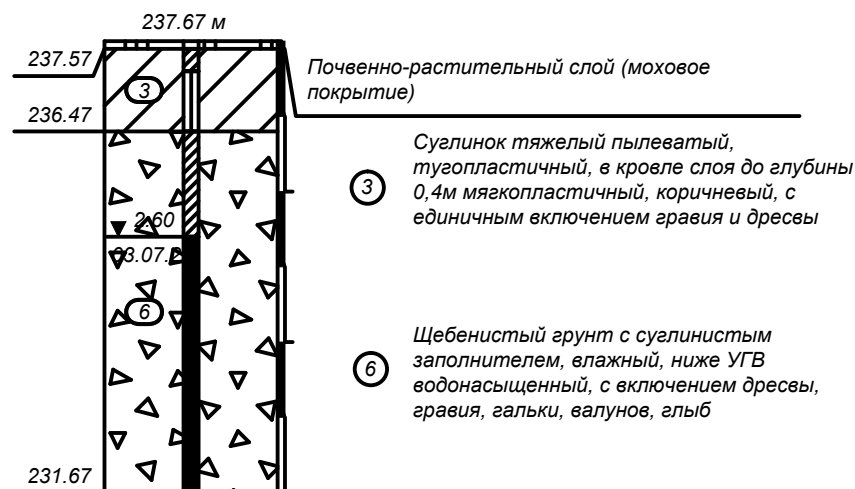 237.67 м
237.57
Почвенно-растительный слой (моховое
покрытие)
3
236.47
Суглинок тяжелый пылеватый,
тугопластичный, в кровле слоя до глубины
0,4м мягкопластичный, коричневый, с
единичным включением гравия и дресвы
3
2.60
6
Щебенистый грунт с суглинистым
заполнителем, влажный, ниже УГВ
водонасыщенный, с включением дресвы,
гравия, гальки, валунов, глыб
6
231.67